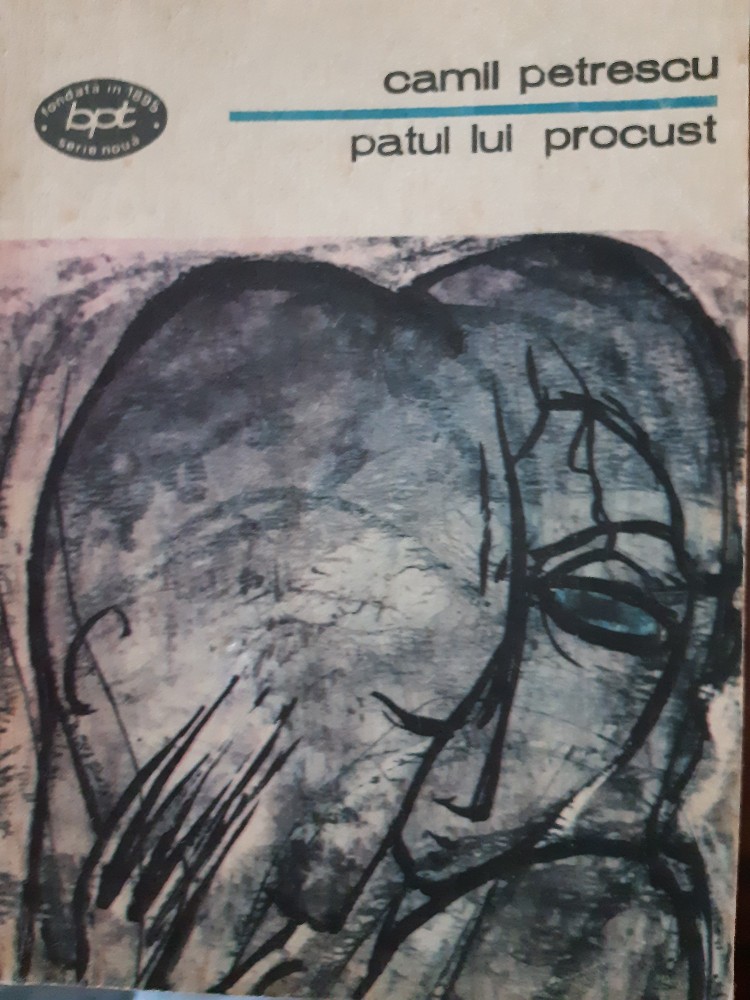 camil petrescu
fondată în 1895
bpt
serie nouă
patul lui procust